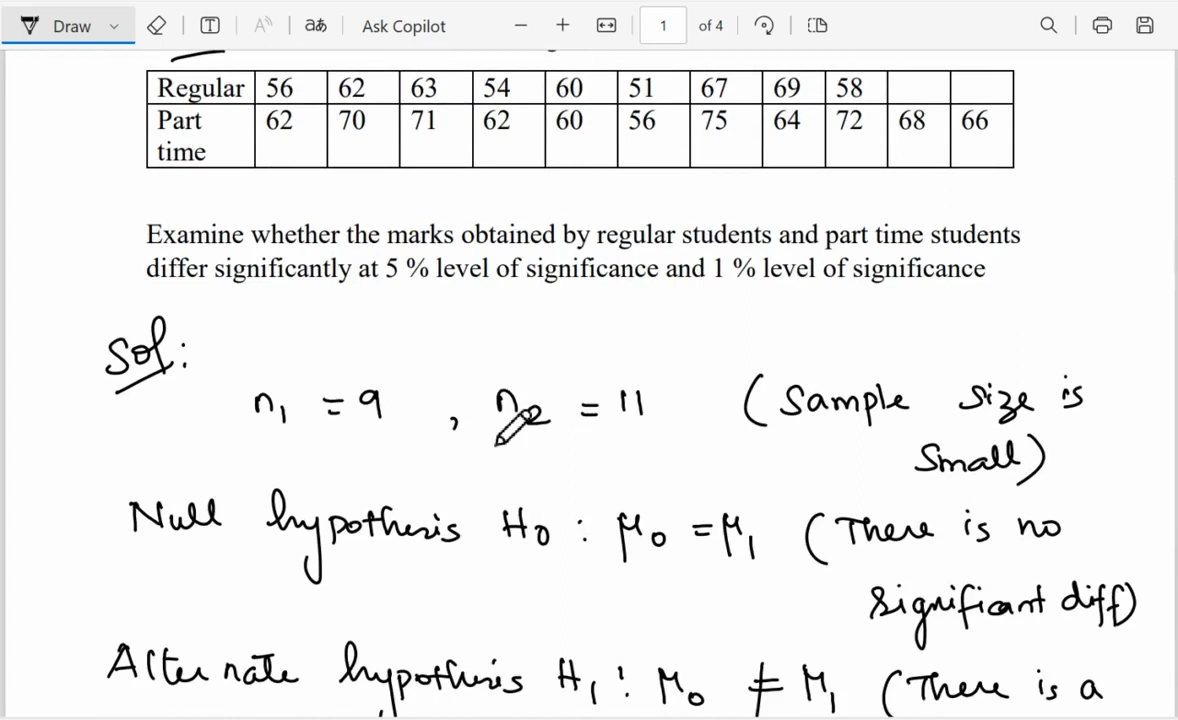 Draw aあ Ask Copilot 1 of 4
Regular 56 62 63 54 60 51 67 69 58
Part time 62 70 71 62 60 56 75 64 72 68 66
Examine whether the marks obtained by regular students and part time students
differ significantly at 5 % level of significance and 1 % level of significance
Sol:
n₁ = 9 , n₂ = 11 (Sample size is
Small)
Null hypothesis H₀ : μ₀ = μ₁ (There is no
significant diff)
Alternate hypothesis H₁ : μ₀ ≠ μ₁ (There is a